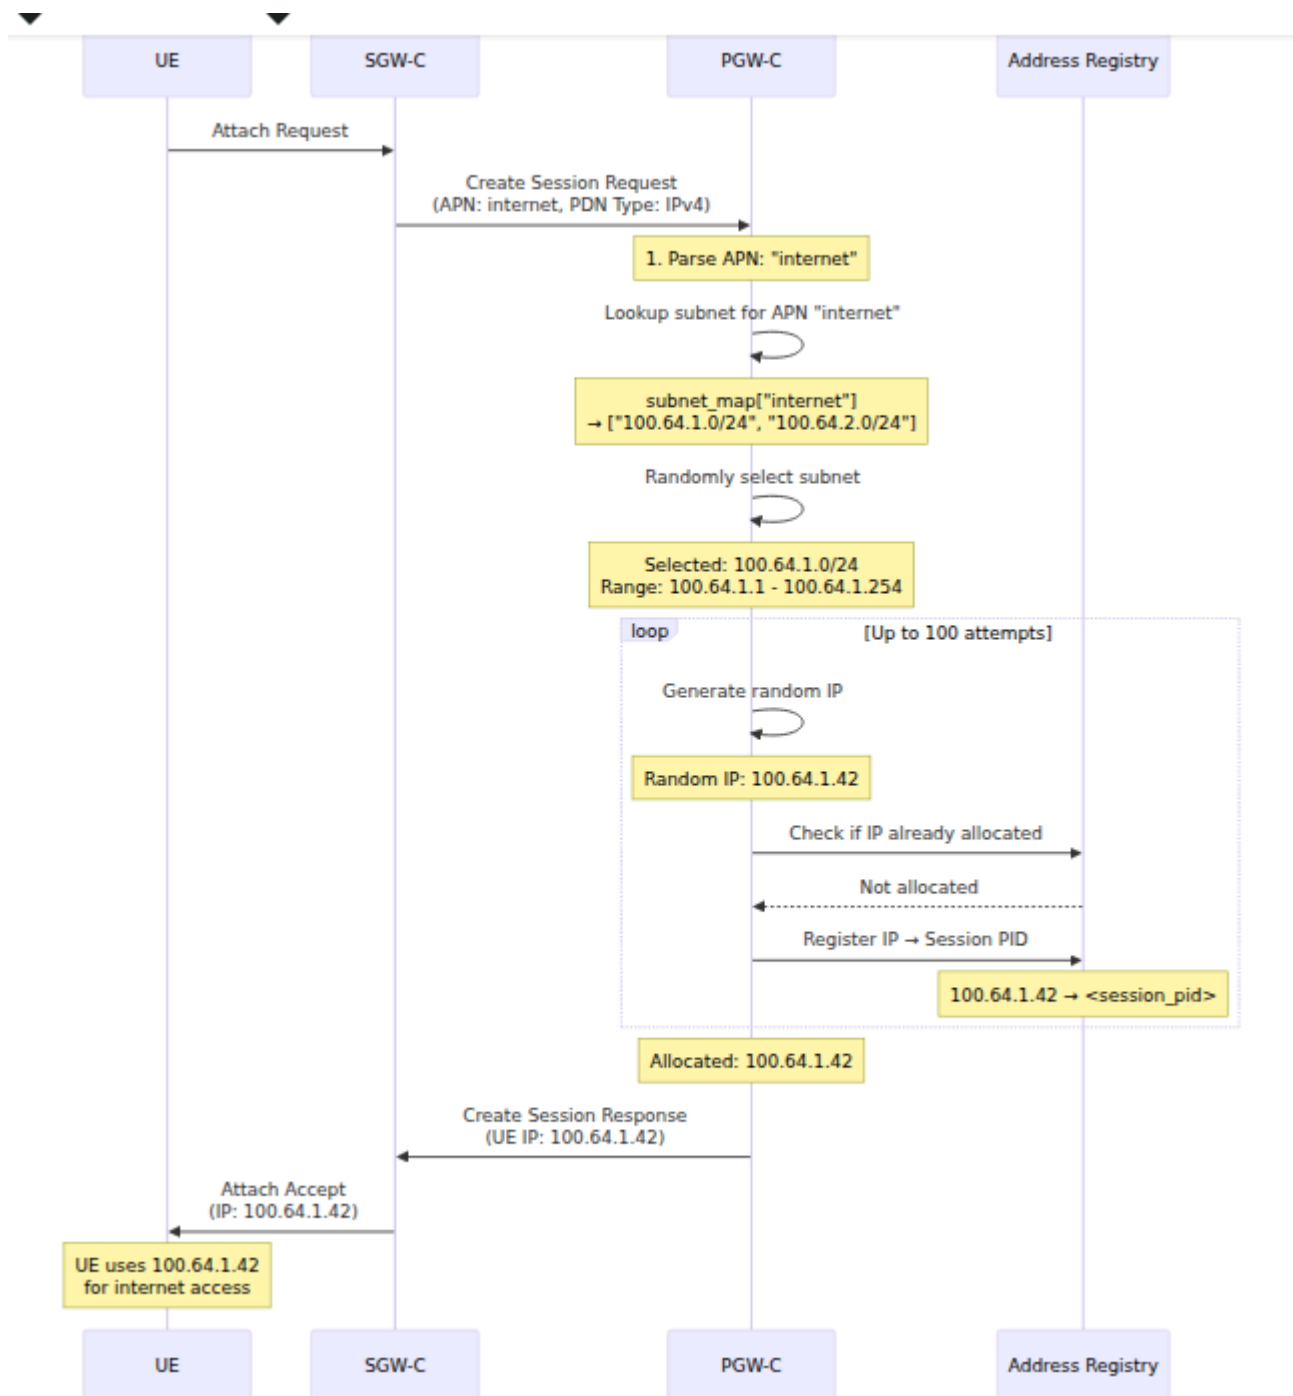 UE
SGW-C
PGW-C
Address Registry
Attach Request
Create Session Request
(APN: internet, PDN Type: IPv4)
1. Parse APN: "internet"
Lookup subnet for APN "internet"
subnet_map["internet"]
→ ["100.64.1.0/24", "100.64.2.0/24"]
Randomly select subnet
Selected: 100.64.1.0/24
Range: 100.64.1.1 - 100.64.1.254
loop
[Up to 100 attempts]
Generate random IP
Random IP: 100.64.1.42
Check if IP already allocated
Not allocated
Register IP → Session PID
100.64.1.42 → <session_pid>
Allocated: 100.64.1.42
Create Session Response
(UE IP: 100.64.1.42)
Attach Accept
(IP: 100.64.1.42)
UE uses 100.64.1.42
for internet access
UE
SGW-C
PGW-C
Address Registry